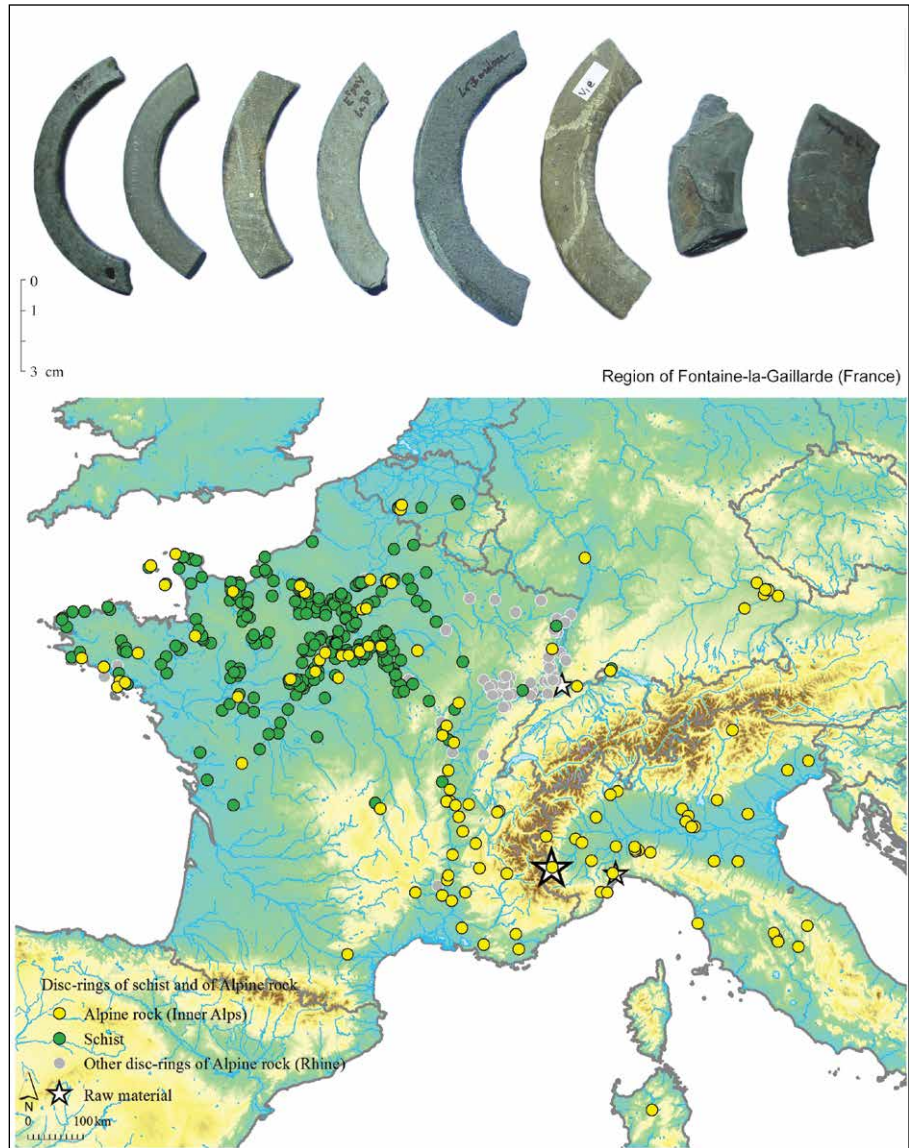 Vie
0
1
3 cm
Region of Fontaine-la-Gaillarde (France)
Disc-rings of schist and of Alpine rock
Alpine rock (Inner Alps)
Schist
Other disc-rings of Alpine rock (Rhine)
Raw material
N
0 100km